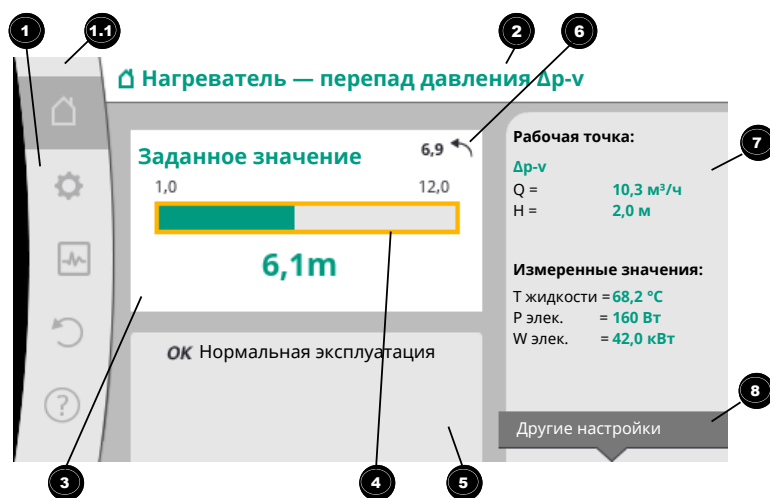 1
1.1
2
6
Нагреватель — перепад давления Δp-v
Заданное значение
6,9
1,0
12,0
6,1m
OK Нормальная эксплуатация
Рабочая точка:
Δp-v
Q = 10,3 м³/ч
H = 2,0 м
Измеренные значения:
T жидкости = 68,2 °C
P элек. = 160 Вт
W элек. = 42,0 кВт
Другие настройки
7
8
?
3
4
5